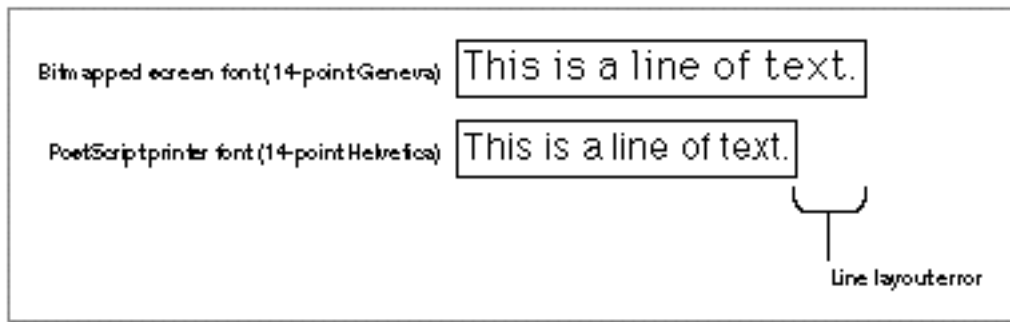 Bitmapped screen font (14-point Geneva) This is a line of text.
PostScript printer font (14-point Helvetica) This is a line of text.
Line layout error